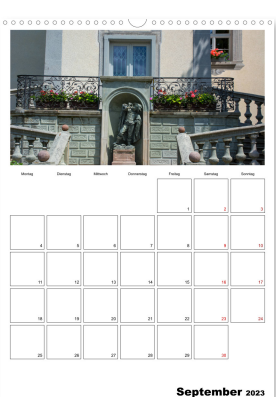 Montag Dienstag Mittwoch Donnerstag Freitag Samstag Sonntag
1 2 3
4 5 6 7 8 9 10
11 12 13 14 15 16 17
18 19 20 21 22 23 24
25 26 27 28 29 30
September 2023